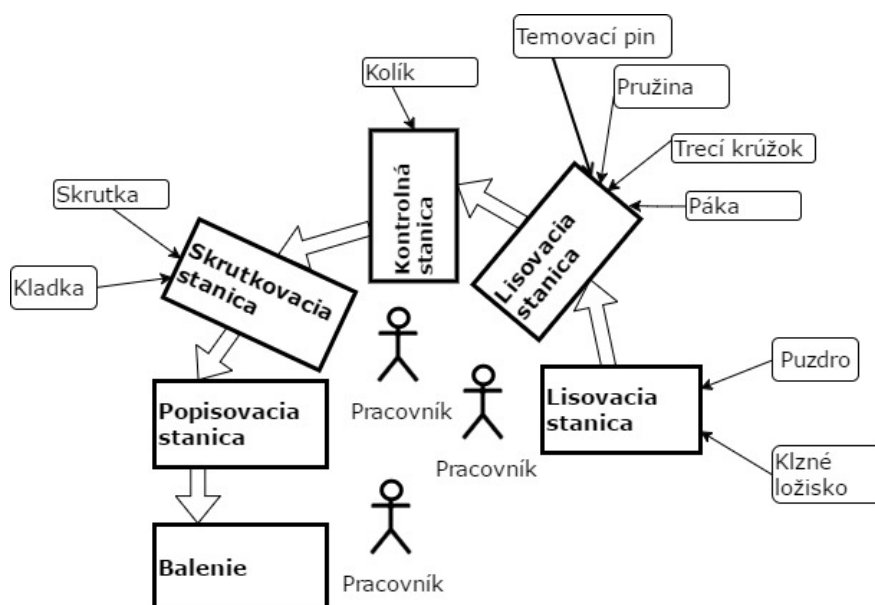 Temovací pin
Kolík
Pružina
Trecí krúžok
Skrutka
Páka
Kontrolná
stanica
Lisovacia
stanica
Skrutkovacia
stanica
Kladka
Puzdro
Popisovacia
stanica
Pracovník
Lisovacia
stanica
Pracovník
Klzné
ložisko
Balenie
Pracovník